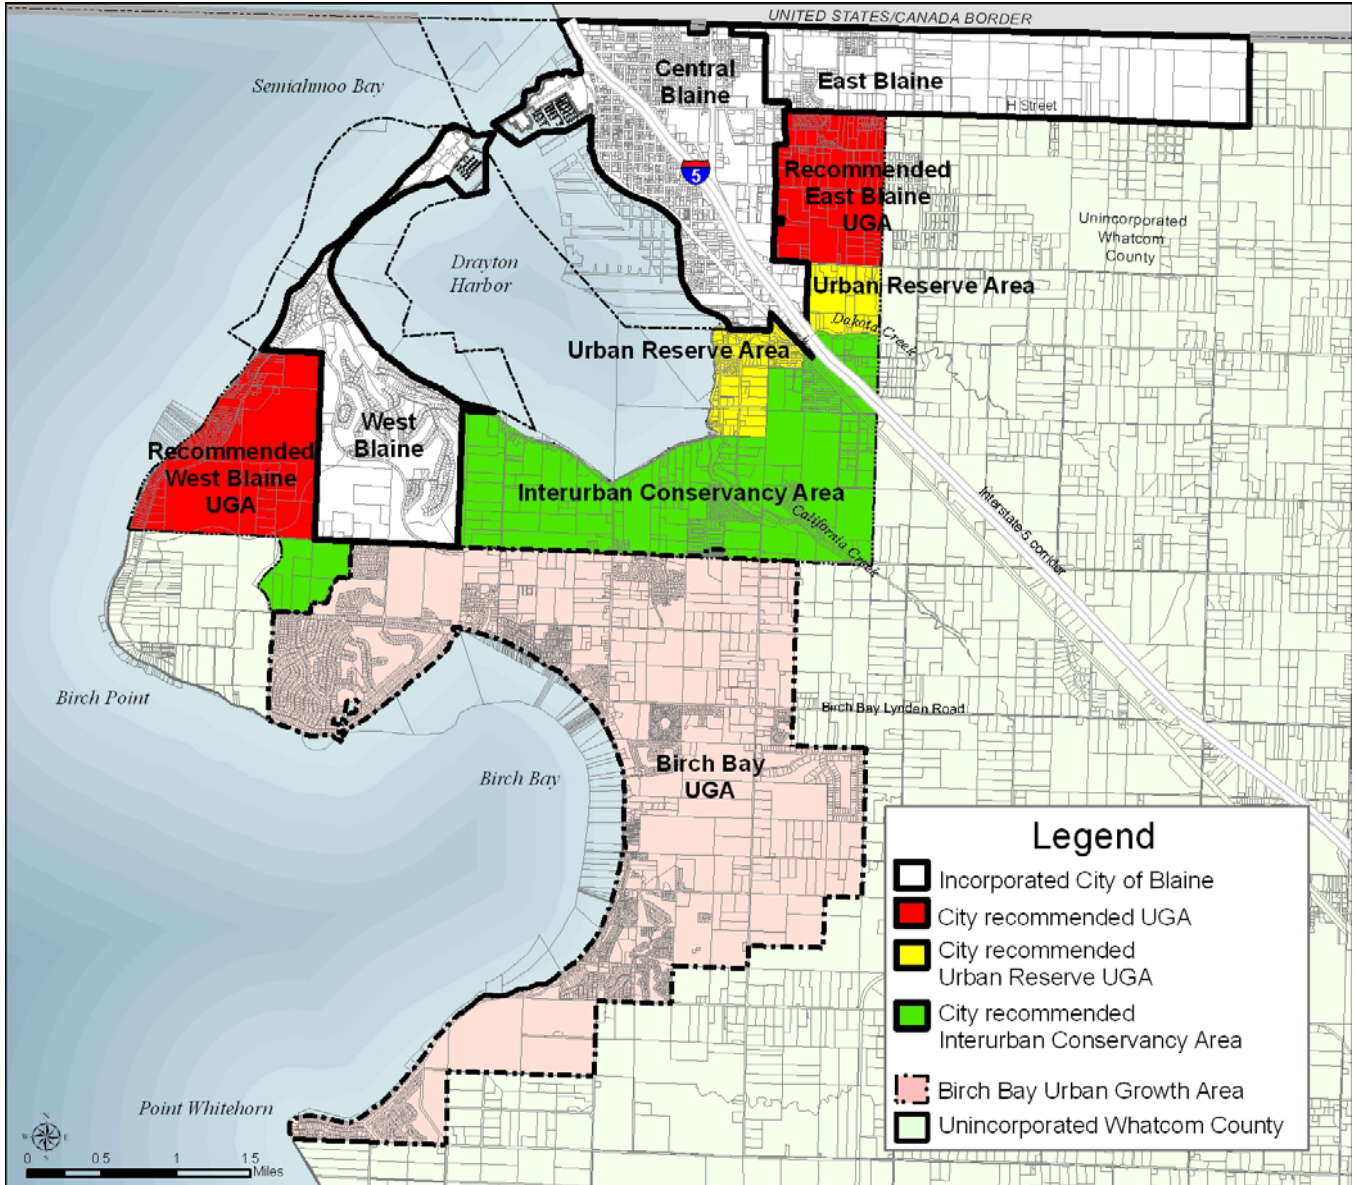 UNITED STATES/CANADA BORDER
Semiahmoo Bay
Central
Blaine
East Blaine
H Street
5
Recommended
East Blaine
UGA
Unincorporated
Whatcom
County
Drayton
Harbor
Urban Reserve Area
Dakota Creek
Urban Reserve Area
West
Blaine
Recommended
West Blaine
UGA
Interurban Conservancy Area
California Creek
Interstate 5 corridor
Birch Point
Birch Bay Lynden Road
Birch Bay
Birch Bay
UGA
Legend
Incorporated City of Blaine
City recommended UGA
City recommended
Urban Reserve UGA
City recommended
Interurban Conservancy Area
Birch Bay Urban Growth Area
Unincorporated Whatcom County
Point Whitehorn
N
W E
S
0 0.5 1 1.5
Miles